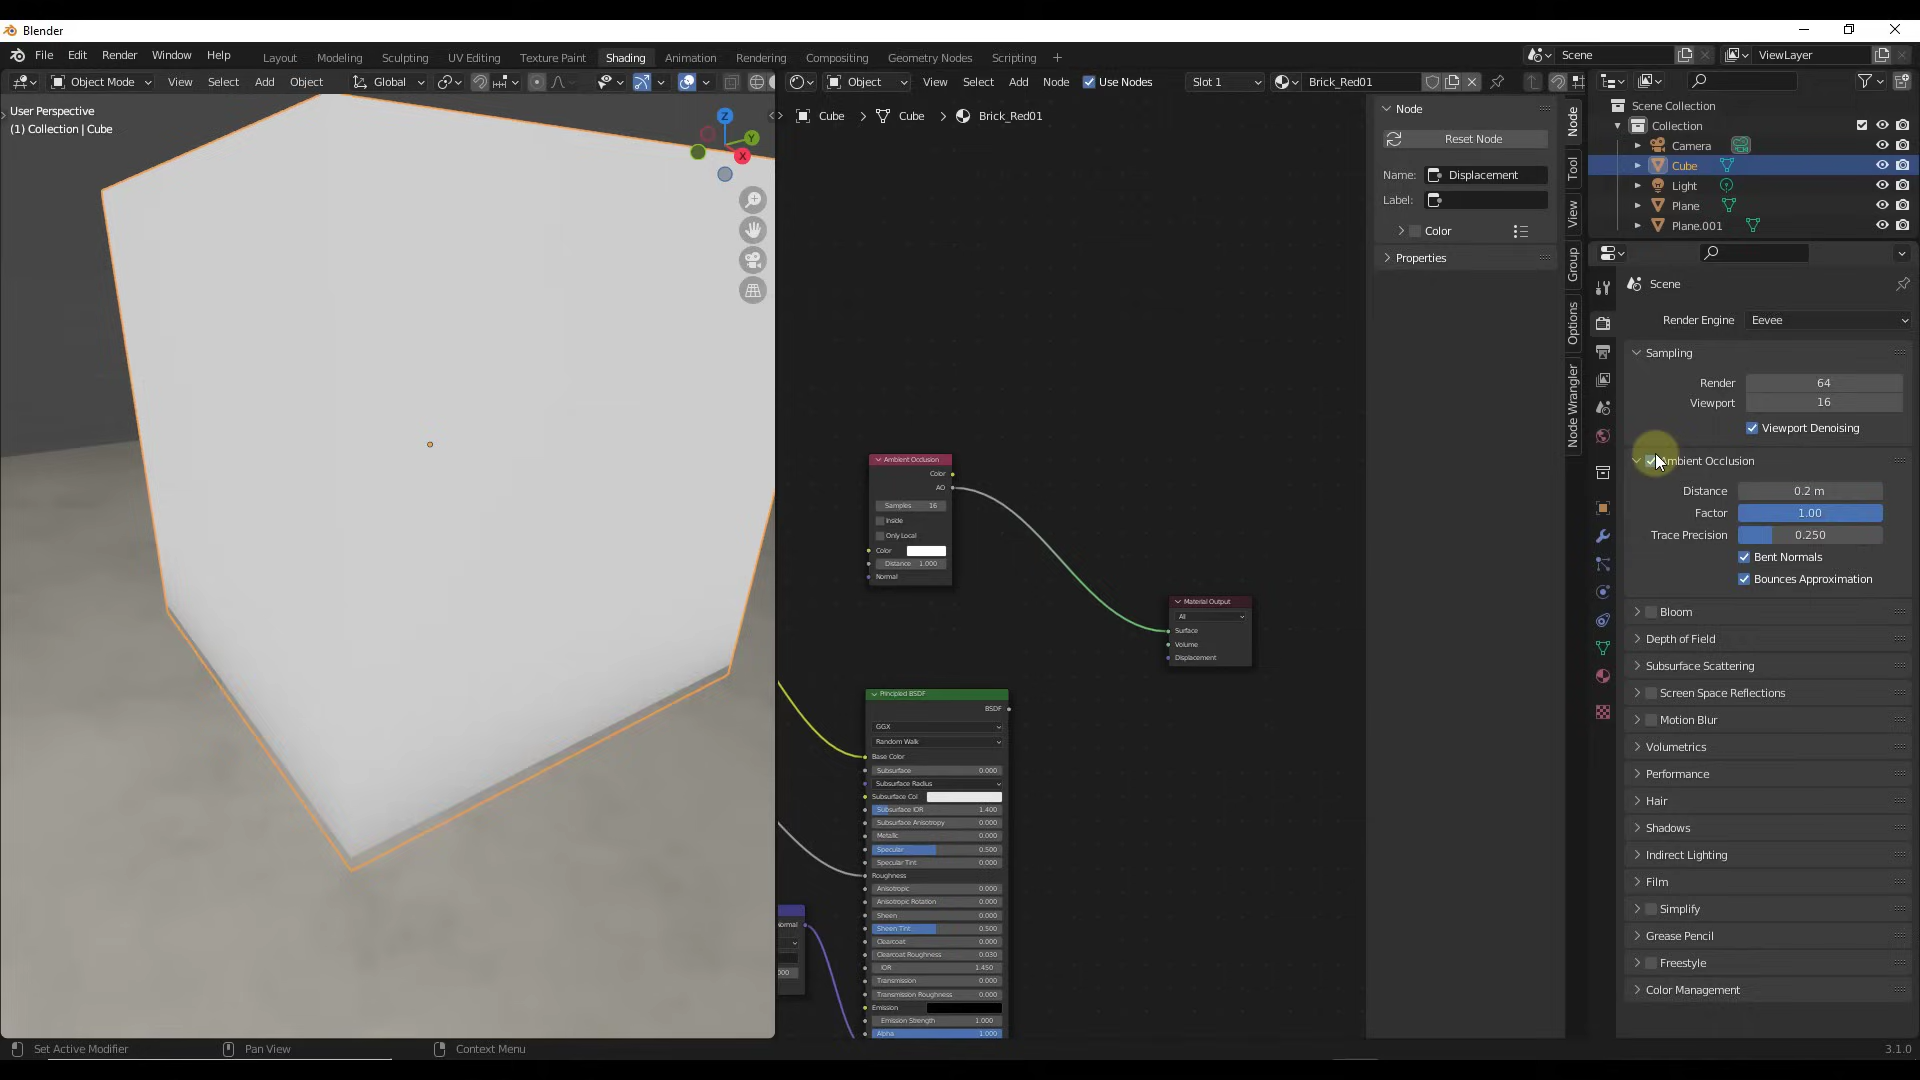 Blender
File Edit Render Window Help
Layout Modeling Sculpting UV Editing Texture Paint Shading Animation Rendering Compositing Geometry Nodes Scripting +
Scene
ViewLayer
Object Mode View Select Add Object Global
Object View Select Add Node Use Nodes Slot 1 Brick_Red01
User Perspective
(1) Collection | Cube
Z
Y
X
Cube > Cube > Brick_Red01
Ambient Occlusion
Color
AO
Samples 16
Inside
Only Local
Color
Distance 1.000
Normal
Material Output
All
Surface
Volume
Displacement
Principled BSDF
BSDF
GGX
Random Walk
Base Color
Subsurface 0.000
Subsurface Radius
Subsurface Col
Subsurface IOR 1.400
Subsurface Anisotropy 0.000
Metallic 0.000
Specular 0.500
Specular Tint 0.000
Roughness
Anisotropic 0.000
Anisotropic Rotation 0.000
Sheen 0.000
Sheen Tint 0.500
Clearcoat 0.000
Clearcoat Roughness 0.030
IOR 1.450
Transmission 0.000
Transmission Roughness 0.000
Emission
Emission Strength 1.000
Alpha 1.000
ormal
000
Node
Reset Node
Name: Displacement
Label:
Color
Properties
Node
Tool
View
Group
Options
Node Wrangler
Scene Collection
Collection
Camera
Cube
Light
Plane
Plane.001
Scene
Render Engine Eevee
Sampling
Render 64
Viewport 16
Viewport Denoising
mbient Occlusion
Distance 0.2 m
Factor 1.00
Trace Precision 0.250
Bent Normals
Bounces Approximation
Bloom
Depth of Field
Subsurface Scattering
Screen Space Reflections
Motion Blur
Volumetrics
Performance
Hair
Shadows
Indirect Lighting
Film
Simplify
Grease Pencil
Freestyle
Color Management
Set Active Modifier Pan View Context Menu 3.1.0